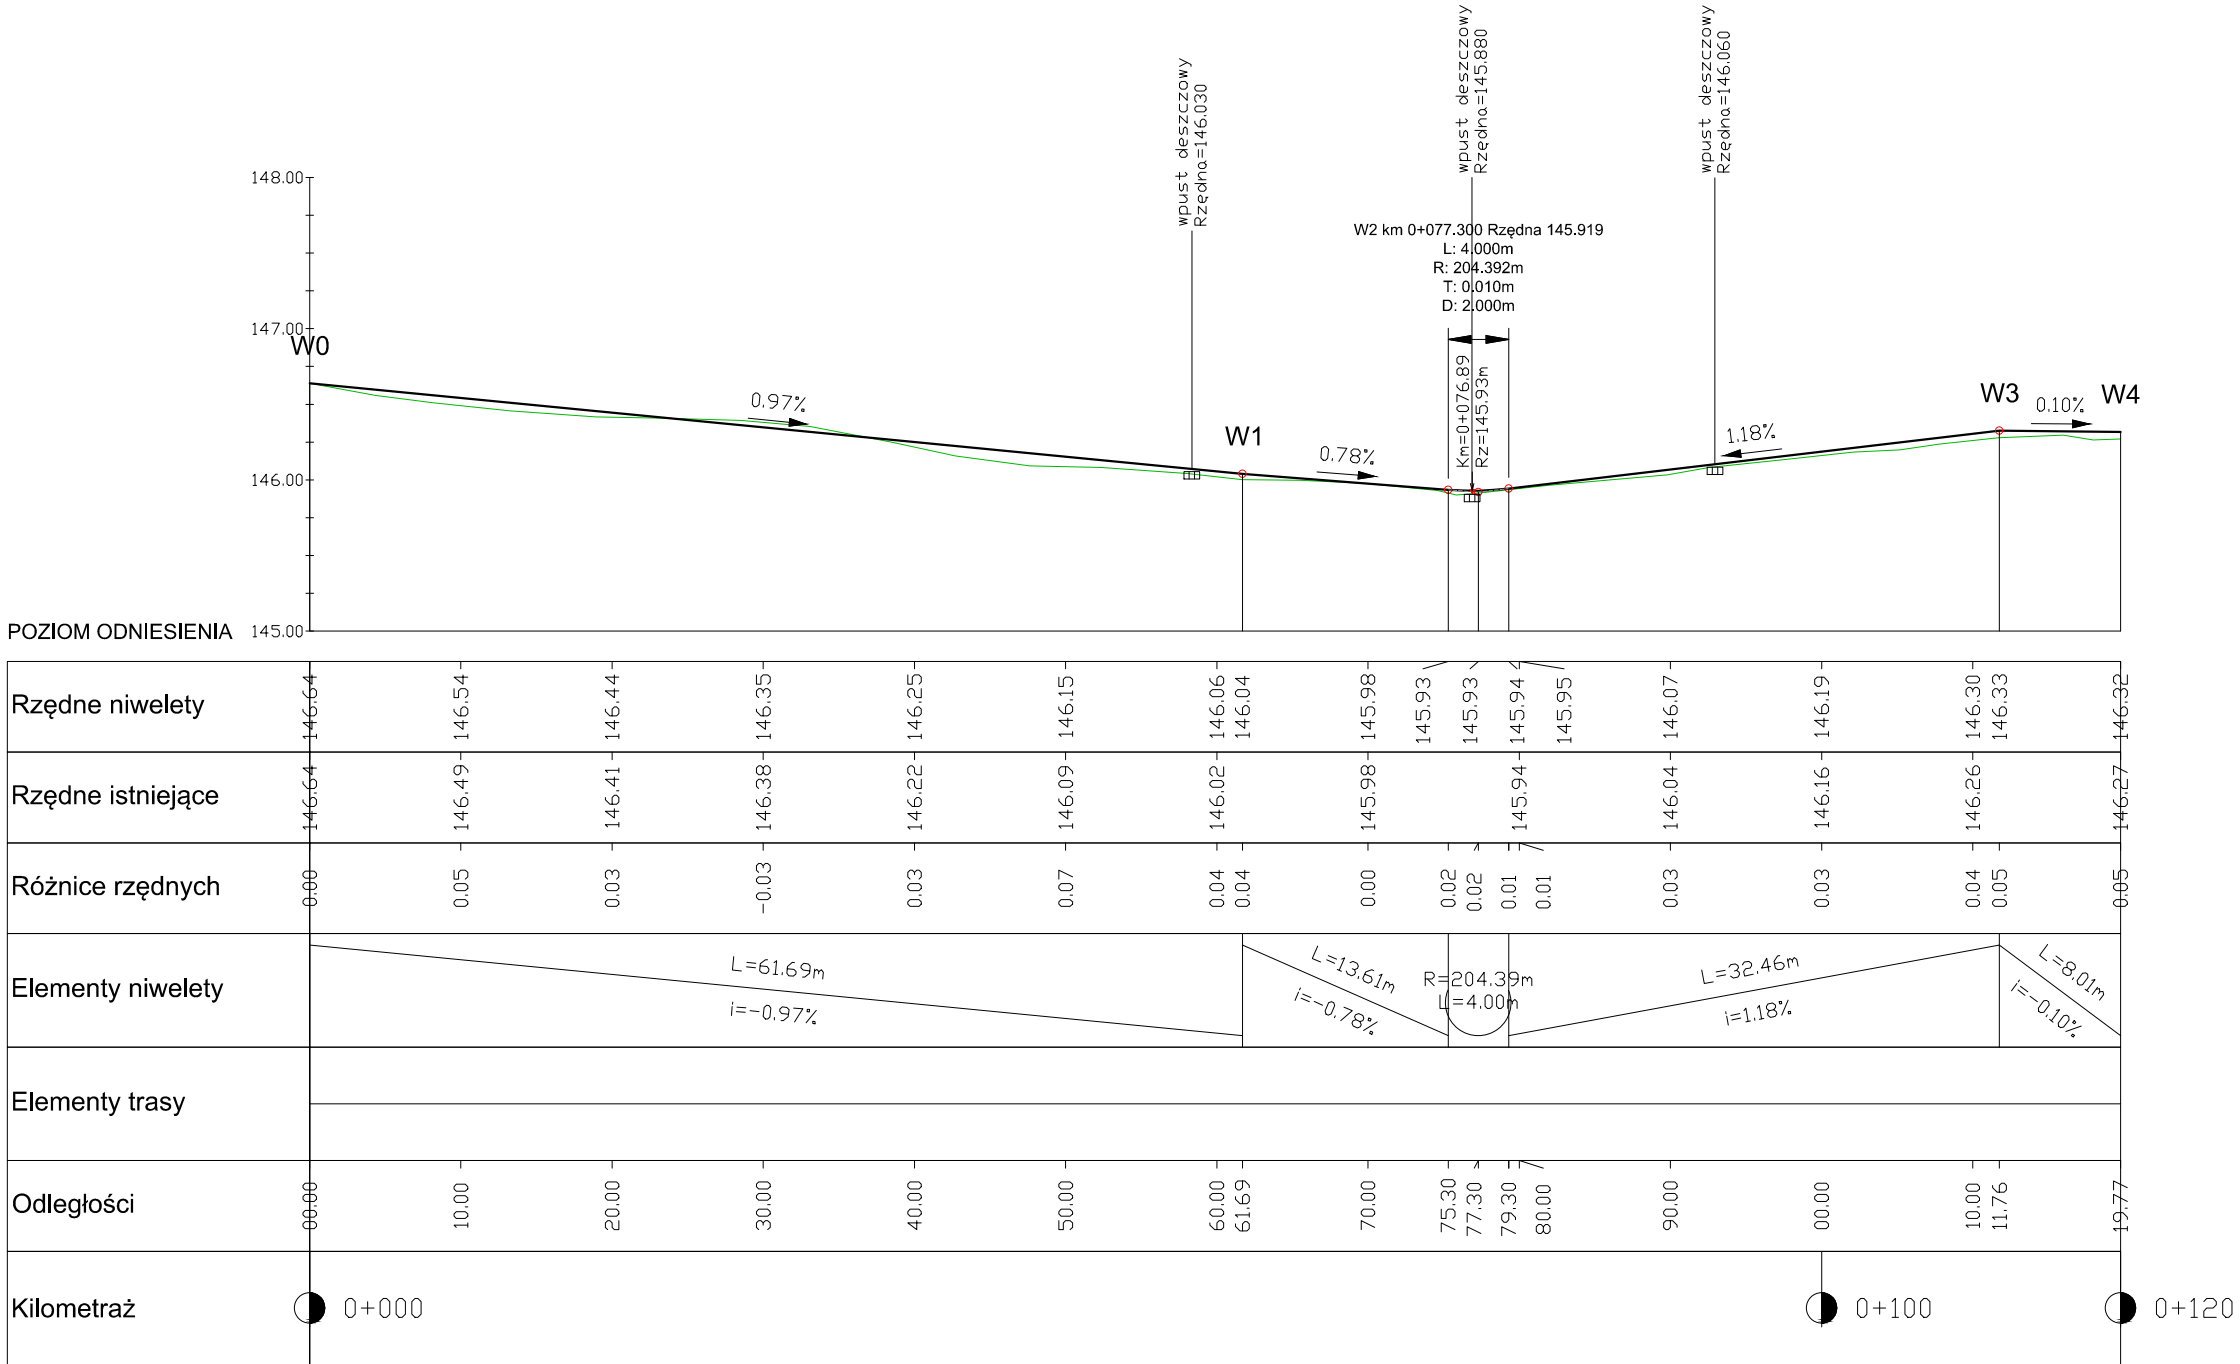 wpust deszczowy
Rzędna=146.030
wpust deszczowy
Rzędna=145.880
wpust deszczowy
Rzędna=146.060
148.00
147.00
146.00
145.00
W2 km 0+077.300 Rzędna 145.919
L: 4.000m
R: 204.392m
T: 0.010m
D: 2.000m
Km=0+076.89
Rz=145.93m
W0
W1
W3
W4
0.97%
0.78%
1.18%
0.10%
POZIOM ODNIESIENIA
Rzędne niwelety
146.64 146.54 146.44 146.35 146.25 146.15 146.06 146.04 145.98 145.93 145.93 145.94 145.95 146.07 146.19 146.30 146.33 146.32
Rzędne istniejące
146.64 146.49 146.41 146.38 146.22 146.09 146.02 145.98 145.94 146.04 146.16 146.26 146.27
Różnice rzędnych
0.00 0.05 0.03 -0.03 0.03 0.07 0.04 0.04 0.00 0.02 0.02 0.01 0.01 0.03 0.03 0.04 0.05 0.05
Elementy niwelety
L=61.69m
i=-0.97%
L=13.61m
i=-0.78%
R=204.39m
L=4.00m
L=32.46m
i=1.18%
L=8.01m
i=-0.10%
Elementy trasy
Odległości
00.00 10.00 20.00 30.00 40.00 50.00 60.00 61.69 70.00 75.30 77.30 79.30 80.00 90.00 00.00 10.00 11.76 19.77
Kilometraż
0+000
0+100
0+120